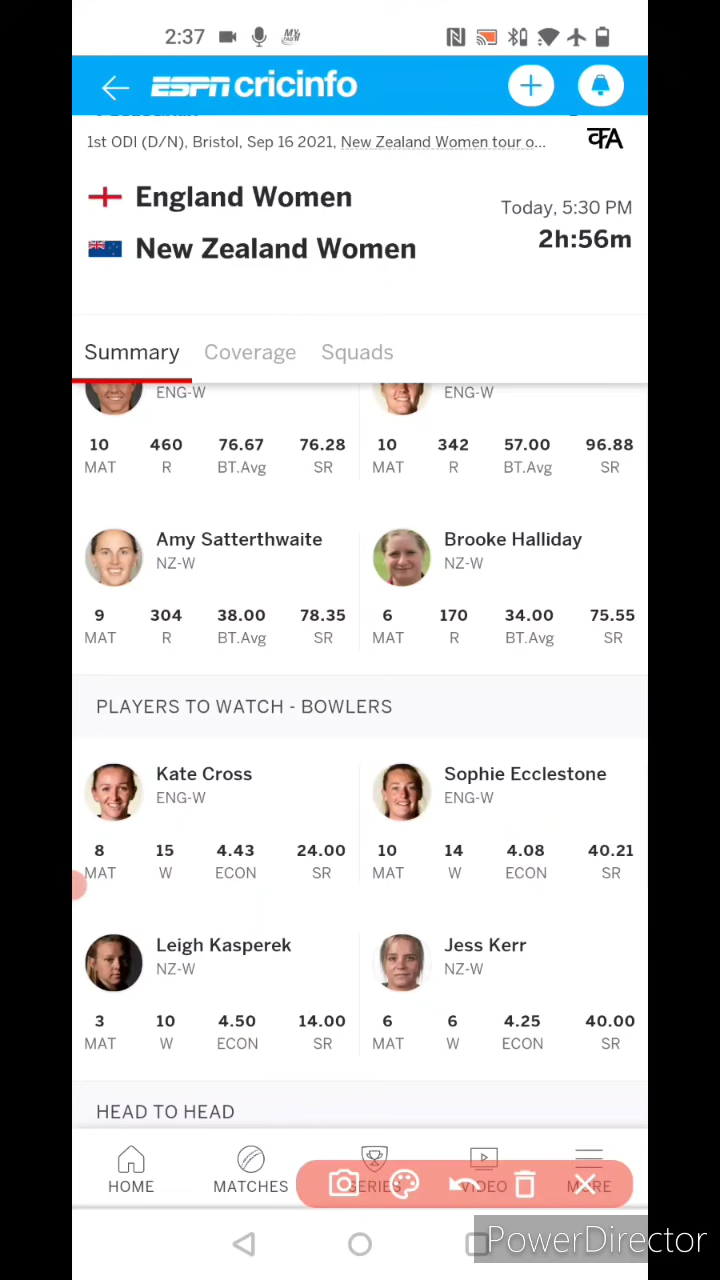 2:37
ESPN cricinfo
1st ODI (D/N), Bristol, Sep 16 2021, New Zealand Women tour o...
England Women
Today, 5:30 PM
New Zealand Women
2h:56m
Summary Coverage Squads
ENG-W ENG-W
10 460 76.67 76.28 10 342 57.00 96.88
MAT R BT.Avg SR MAT R BT.Avg SR
Amy Satterthwaite Brooke Halliday
NZ-W NZ-W
9 304 38.00 78.35 6 170 34.00 75.55
MAT R BT.Avg SR MAT R BT.Avg SR
PLAYERS TO WATCH - BOWLERS
Kate Cross Sophie Ecclestone
ENG-W ENG-W
8 15 4.43 24.00 10 14 4.08 40.21
MAT W ECON SR MAT W ECON SR
Leigh Kasperek Jess Kerr
NZ-W NZ-W
3 10 4.50 14.00 6 6 4.25 40.00
MAT W ECON SR MAT W ECON SR
HEAD TO HEAD
HOME MATCHES SERIES VIDEO MORE
PowerDirector